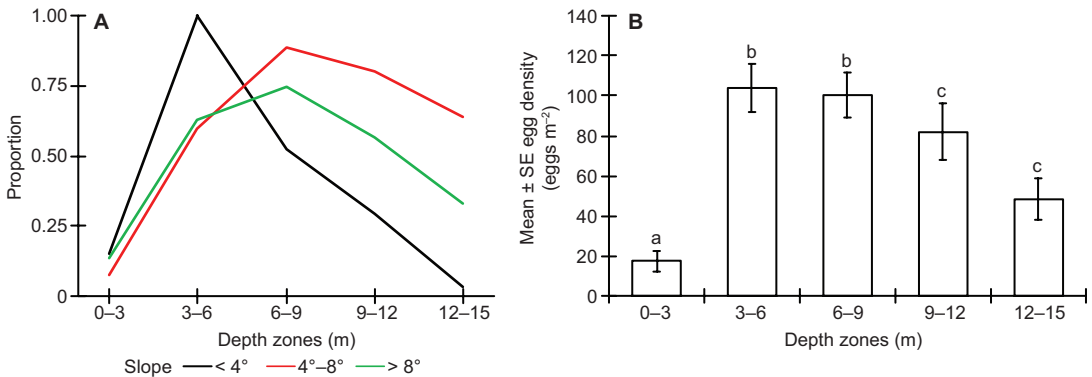 A
1.00
0.75
0.50
0.25
0
Proportion
0–3 3–6 6–9 9–12 12–15
Depth zones (m)
Slope < 4° 4°–8° > 8°
B
140
120
100
80
60
40
20
0
Mean ± SE egg density
(eggs m⁻²)
a b b c c
0–3 3–6 6–9 9–12 12–15
Depth zones (m)